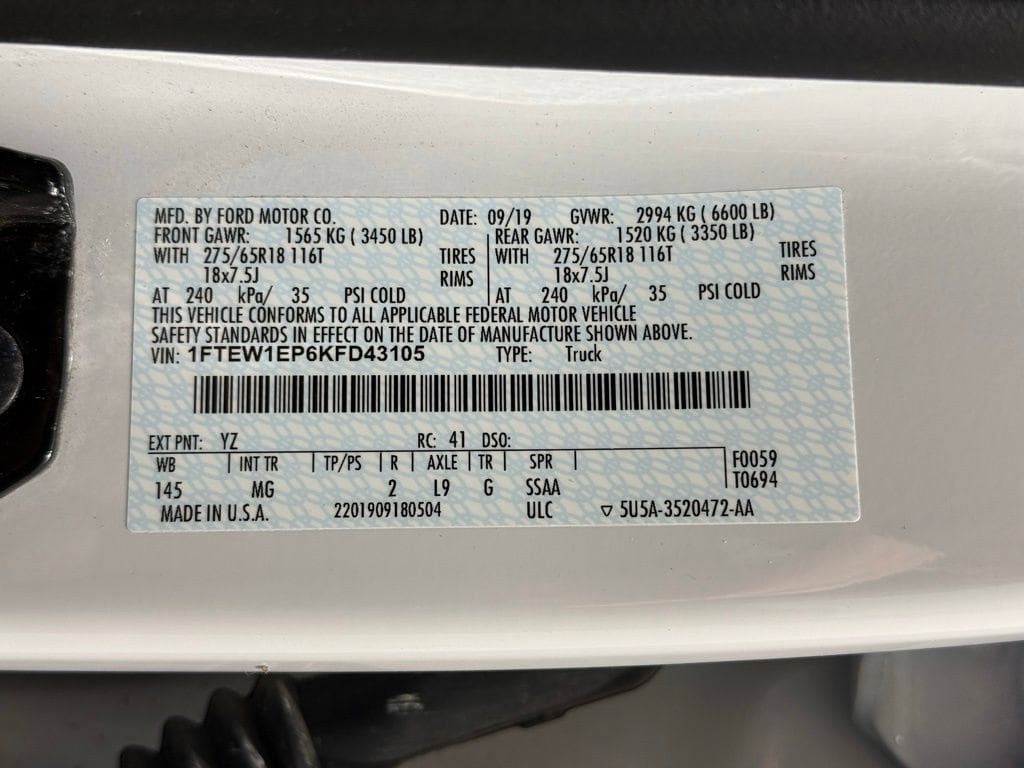 MFD. BY FORD MOTOR CO. DATE: 09/19 GVWR: 2994 KG ( 6600 LB)
FRONT GAWR: 1565 KG ( 3450 LB) REAR GAWR: 1520 KG ( 3350 LB)
WITH 275/65R18 116T TIRES WITH 275/65R18 116T TIRES
18x7.5J RIMS 18x7.5J RIMS
AT 240 kPa/ 35 PSI COLD AT 240 kPa/ 35 PSI COLD
THIS VEHICLE CONFORMS TO ALL APPLICABLE FEDERAL MOTOR VEHICLE
SAFETY STANDARDS IN EFFECT ON THE DATE OF MANUFACTURE SHOWN ABOVE.
VIN: 1FTEW1EP6KFD43105 TYPE: Truck
EXT PNT: YZ RC: 41 DSO:
WB INT TR TP/PS R AXLE TR SPR F0059
145 MG 2 L9 G SSAA T0694
MADE IN U.S.A. 2201909180504 ULC ▽ 5U5A-3520472-AA